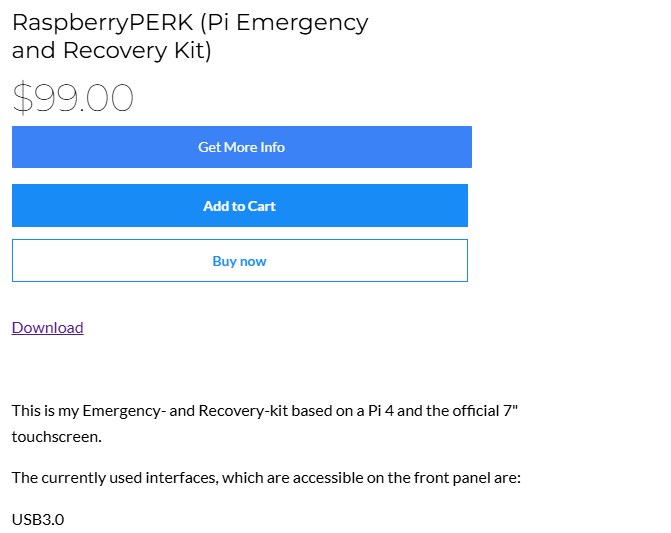 RaspberryPERK (Pi Emergency
and Recovery Kit)
$99.00
Get More Info
Add to Cart
Buy now
Download
This is my Emergency- and Recovery-kit based on a Pi 4 and the official 7"
touchscreen.
The currently used interfaces, which are accessible on the front panel are:
USB3.0